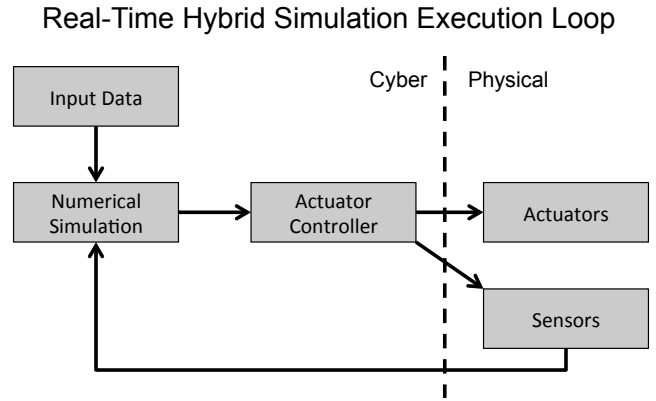 Real-Time Hybrid Simulation Execution Loop
Cyber
Physical
Input Data
Numerical
Simulation
Actuator
Controller
Actuators
Sensors